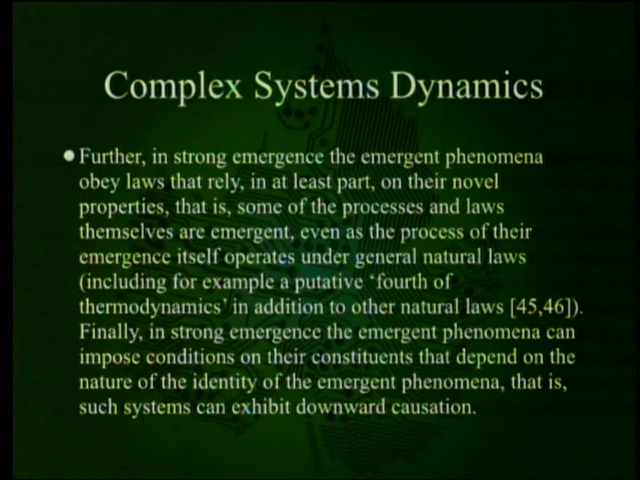 Complex Systems Dynamics
Further, in strong emergence the emergent phenomena
obey laws that rely, in at least part, on their novel
properties, that is, some of the processes and laws
themselves are emergent, even as the process of their
emergence itself operates under general natural laws
(including for example a putative ‘fourth of
thermodynamics’ in addition to other natural laws [45,46]).
Finally, in strong emergence the emergent phenomena can
impose conditions on their constituents that depend on the
nature of the identity of the emergent phenomena, that is,
such systems can exhibit downward causation.